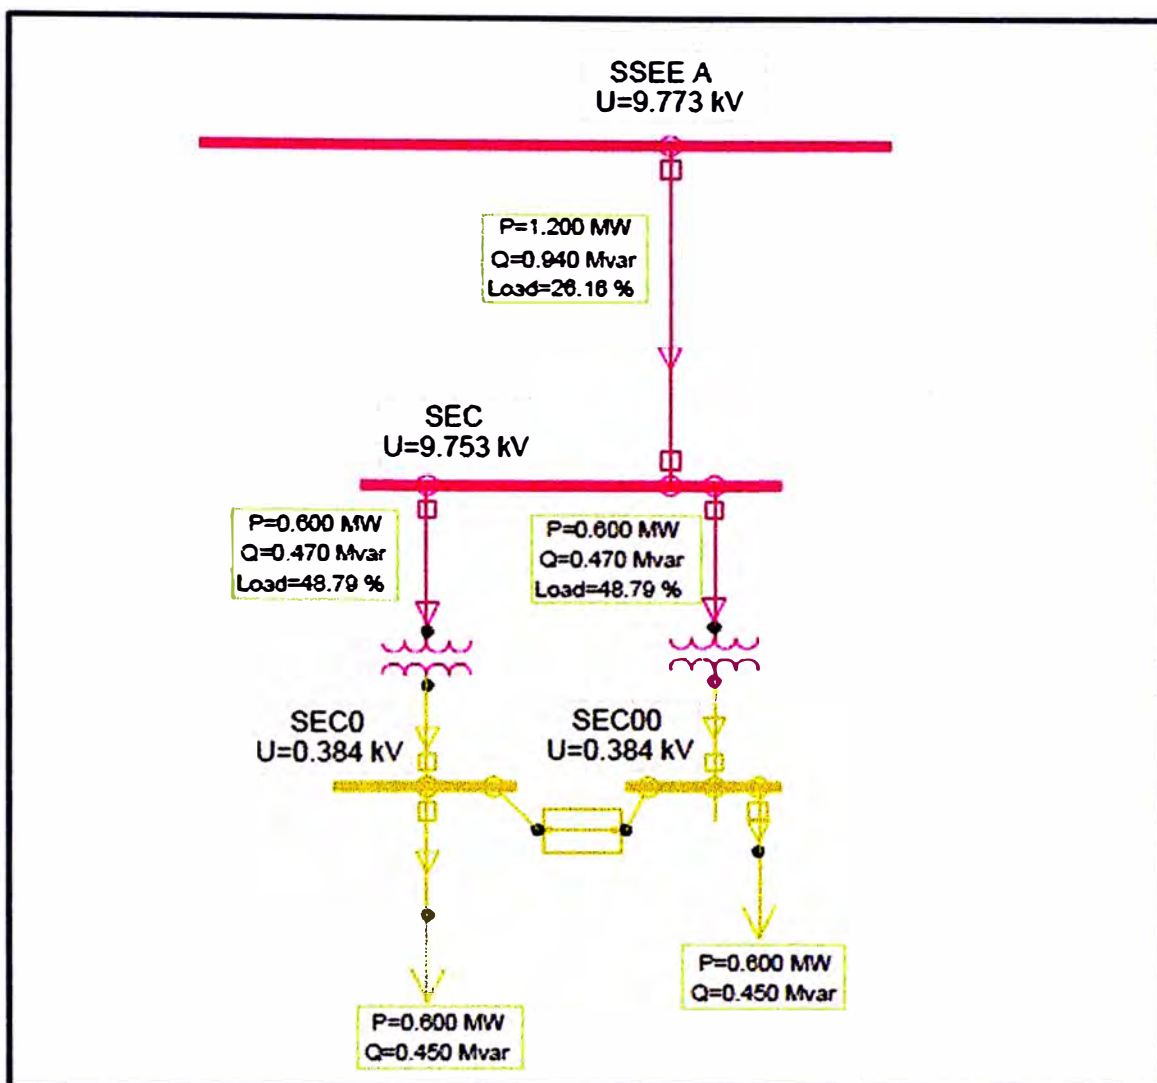 SSEE A
U=9.773 kV
P=1.200 MW
Q=0.940 Mvar
Load=26.16 %
SEC
U=9.753 kV
P=0.600 MW
Q=0.470 Mvar
Load=48.79 %
P=0.600 MW
Q=0.470 Mvar
Load=48.79 %
SEC0
U=0.384 kV
SEC00
U=0.384 kV
P=0.600 MW
Q=0.450 Mvar
P=0.600 MW
Q=0.450 Mvar